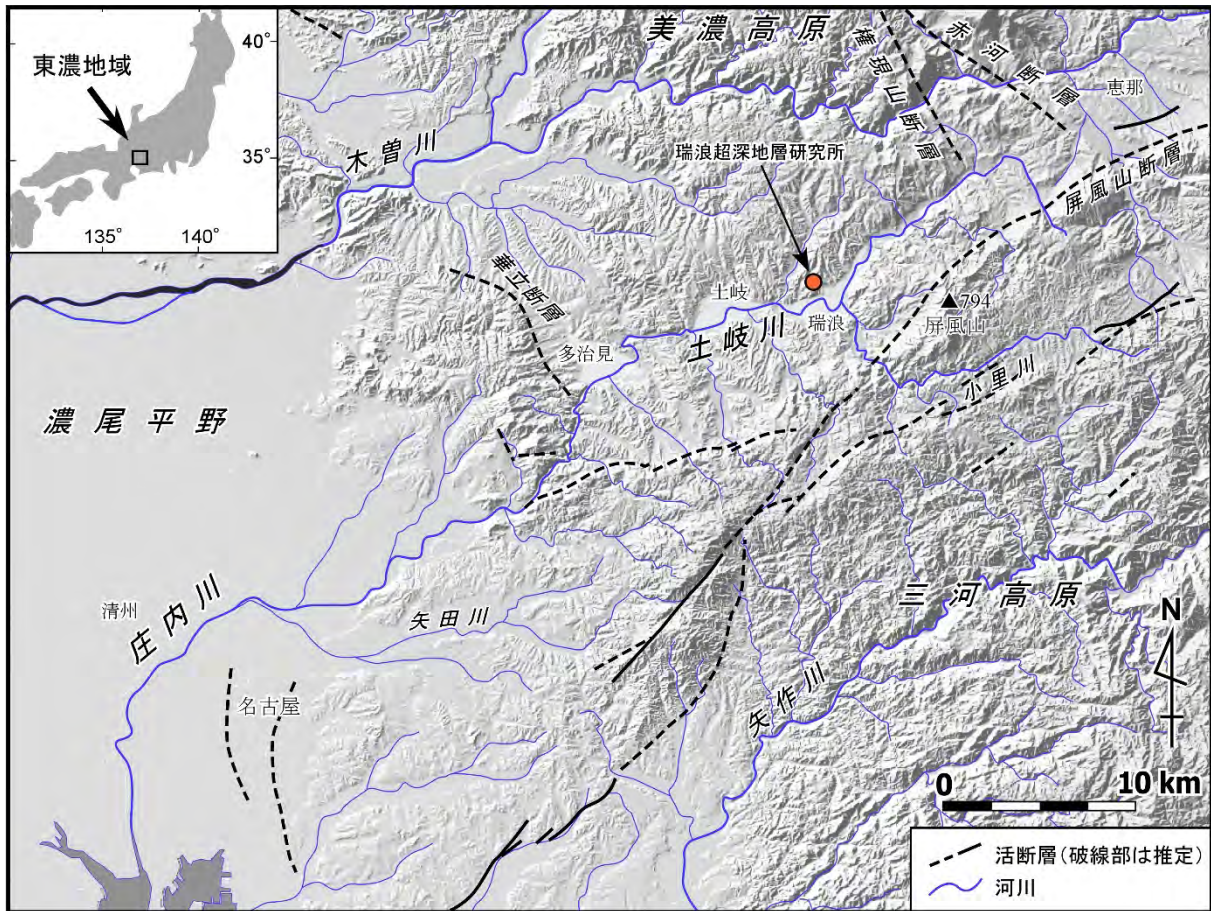 東濃地域
40°
35°
135°
140°
美濃高原
権現山断層
赤河断層
恵那
木曽川
瑞浪超深地層研究所
屏風山断層
華立断層
土岐
土岐川
瑞浪
794
屏風山
多治見
小里川
濃尾平野
三河高原
清州
庄内川
矢田川
矢作川
名古屋
N
0
10 km
活断層(破線部は推定)
河川